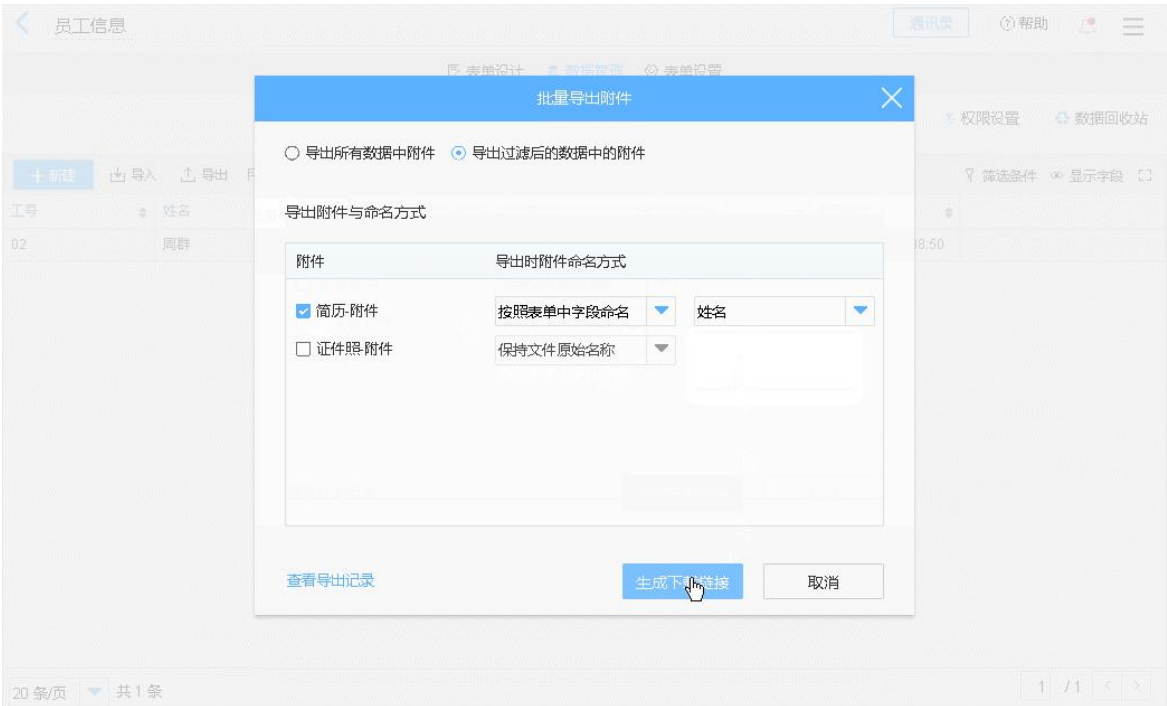 员工信息 通讯录 帮助
表单设计 数据管理 表单设置
批量导出附件
权限设置 数据回收站
导出所有数据中附件 导出过滤后的数据中的附件
新建 导入 导出 筛选条件 显示字段
导出附件与命名方式
工号 姓名
02 周群 38:50
附件 导出时附件命名方式
简历-附件 按照表单中字段命名 姓名
证件照-附件 保持文件原始名称
查看导出记录 生成下载链接 取消
20 条/页 共1条 1 /1